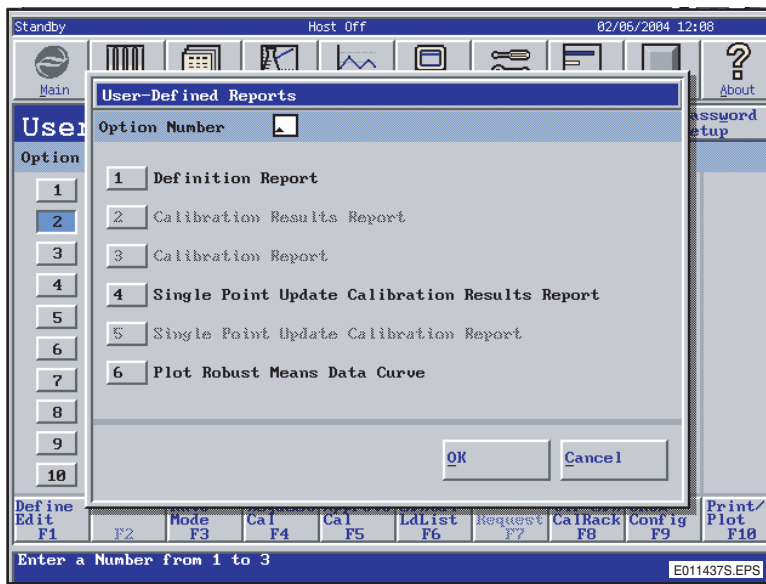 Standby Host Off 02/06/2004 12:08
Main About
User-Defined Reports
Option Number
User
assword
etup
Option
1 Definition Report
2 Calibration Results Report
3 Calibration Report
4 Single Point Update Calibration Results Report
5 Single Point Update Calibration Report
6 Plot Robust Means Data Curve
1
2
3
4
5
6
7
8
9
10
OK Cancel
Define Print/
Edit Mode Cal Cal LdList Request CalRack Config Plot
F1 F2 F3 F4 F5 F6 F7 F8 F9 F10
Enter a Number from 1 to 3
E011437S.EPS